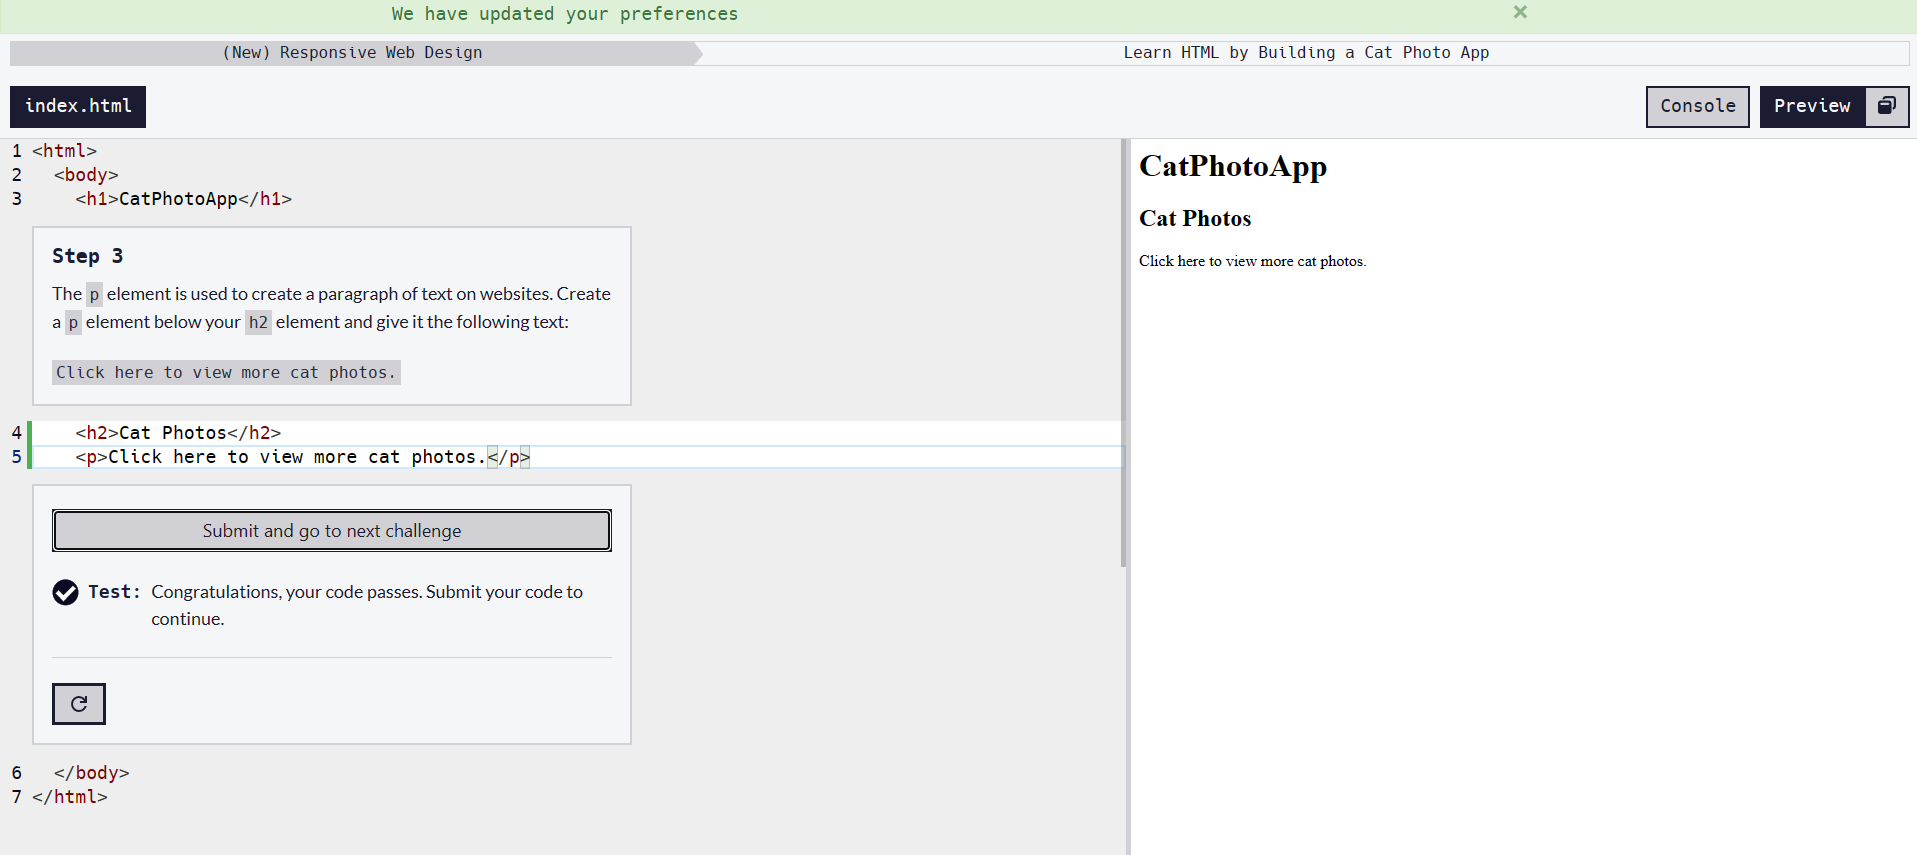 We have updated your preferences ×
(New) Responsive Web Design
Learn HTML by Building a Cat Photo App
index.html
Console
Preview
1 <html>
2 <body>
3 <h1>CatPhotoApp</h1>
Step 3
The p element is used to create a paragraph of text on websites. Create
a p element below your h2 element and give it the following text:
Click here to view more cat photos.
4 <h2>Cat Photos</h2>
5 <p>Click here to view more cat photos.</p>
Submit and go to next challenge
Test: Congratulations, your code passes. Submit your code to
continue.
6 </body>
7 </html>
CatPhotoApp
Cat Photos
Click here to view more cat photos.